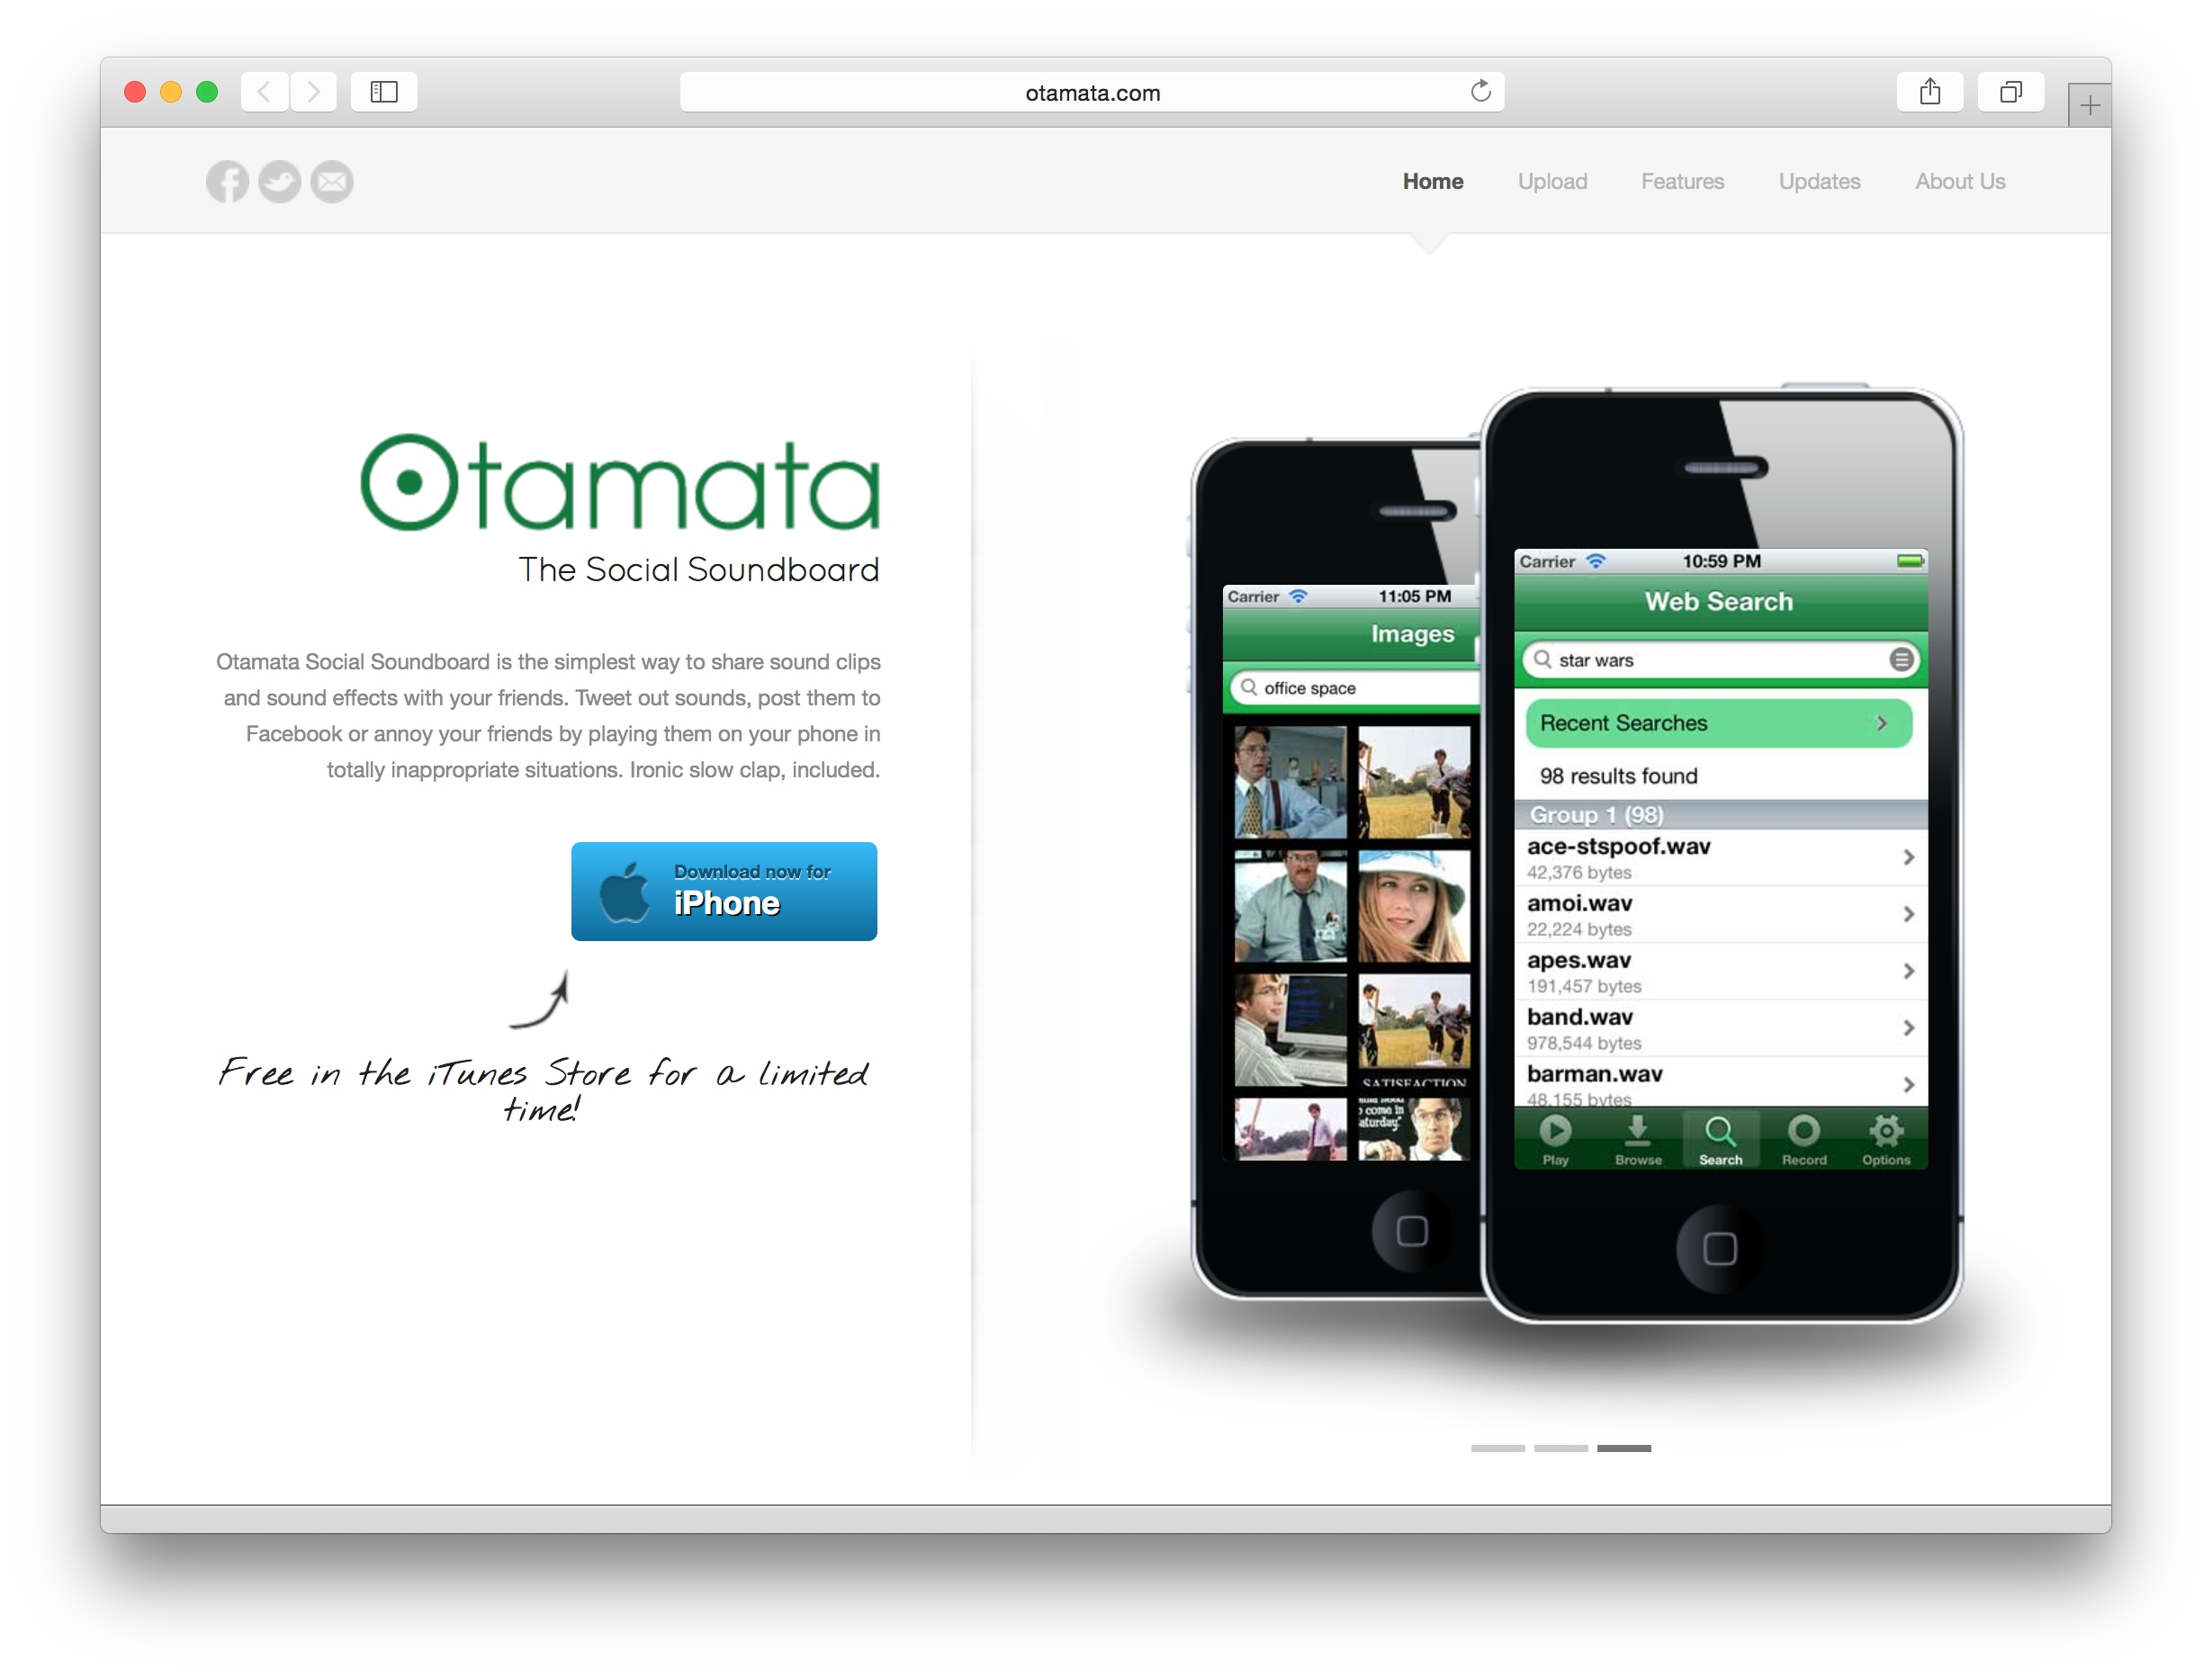 otamata.com
Home Upload Features Updates About Us
Otamata
The Social Soundboard
Otamata Social Soundboard is the simplest way to share sound clips
and sound effects with your friends. Tweet out sounds, post them to
Facebook or annoy your friends by playing them on your phone in
totally inappropriate situations. Ironic slow clap, included.
Download now for
iPhone
Free in the iTunes Store for a limited
time!
Carrier 11:05 PM
Images
office space
SATISFACTION
o come in
aturday."
Carrier 10:59 PM
Web Search
star wars
Recent Searches
98 results found
Group 1 (98)
ace-stspoof.wav
42,376 bytes
amoi.wav
22,224 bytes
apes.wav
191,457 bytes
band.wav
978,544 bytes
barman.wav
48,155 bytes
Play Browse Search Record Options